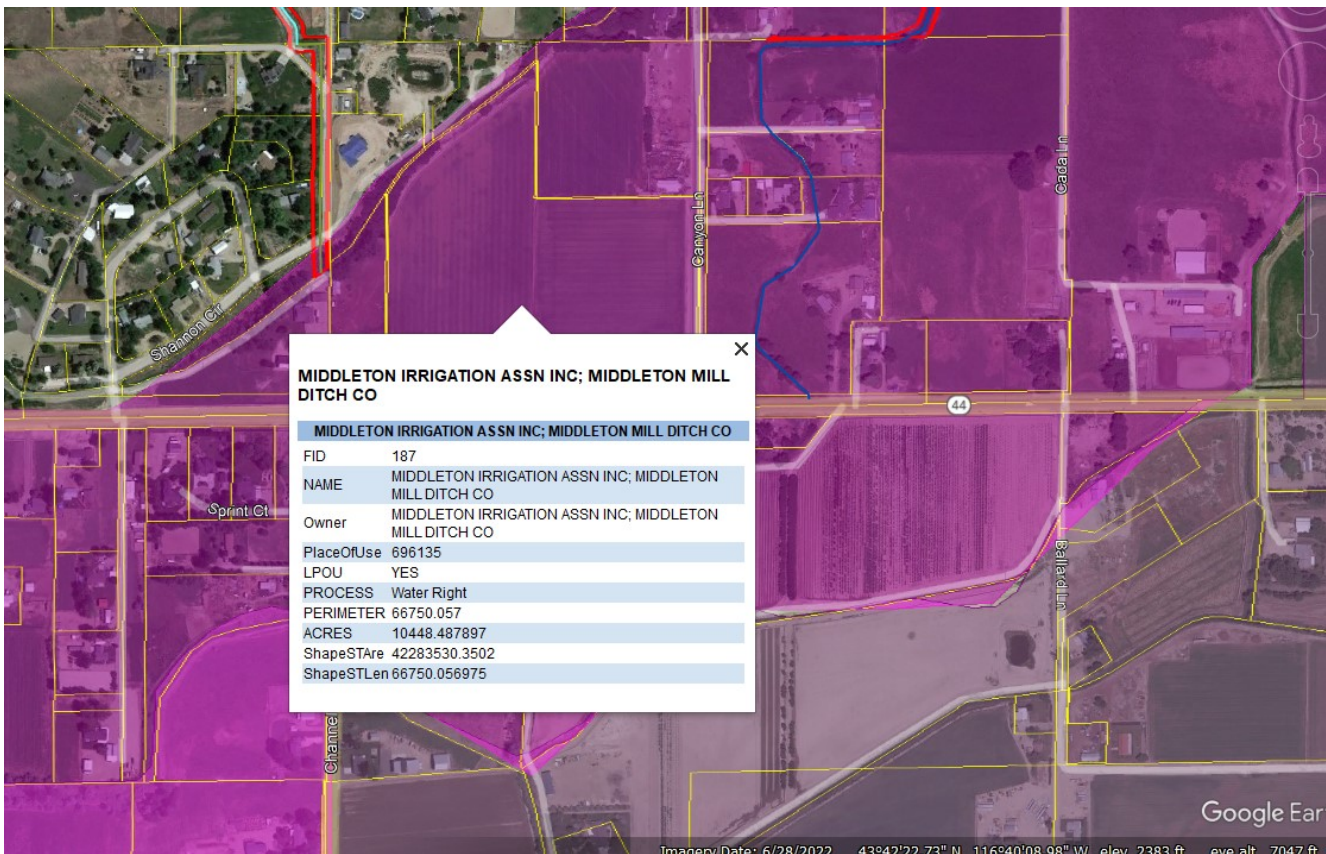 Canyon Ln
Cada Ln
Shannon Cir
44
MIDDLETON IRRIGATION ASSN INC; MIDDLETON MILL
DITCH CO
MIDDLETON IRRIGATION ASSN INC; MIDDLETON MILL DITCH CO
FID 187
NAME MIDDLETON IRRIGATION ASSN INC; MIDDLETON
MILL DITCH CO
Owner MIDDLETON IRRIGATION ASSN INC; MIDDLETON
MILL DITCH CO
PlaceOfUse 696135
LPOU YES
PROCESS Water Right
PERIMETER 66750.057
ACRES 10448.487897
ShapeSTAre 42283530.3502
ShapeSTLen 66750.056975
Sprint Ct
Ballard Ln
Channe
Google Ear
Imagery Date: 6/28/2022 43°42'22.73" N 116°40'08.98" W elev 2383 ft eye alt 7047 ft